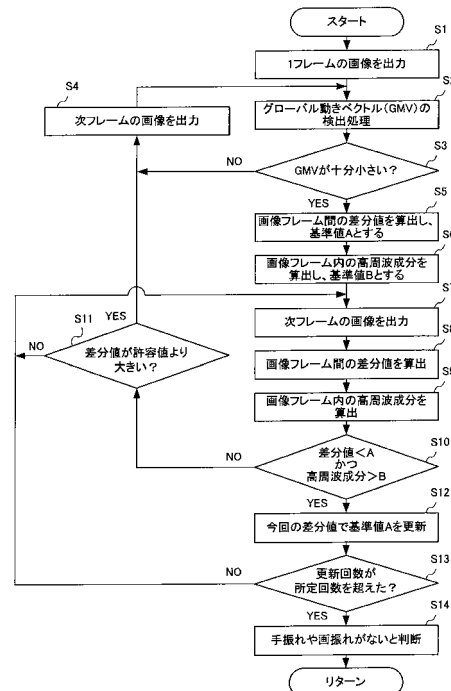 スタート
S1
1フレームの画像を出力
S2
グローバル動きベクトル(GMV)の
検出処理
S4
次フレームの画像を出力
S3
GMVが十分小さい?
NO
YES
S5
画像フレーム間の差分値を算出し、
基準値Aとする
S6
画像フレーム内の高周波成分を
算出し、基準値Bとする
S7
次フレームの画像を出力
S8
画像フレーム間の差分値を算出
S9
画像フレーム内の高周波成分を
算出
S10
差分値<A
かつ
高周波成分>B
NO
YES
S11
差分値が許容値より
大きい?
YES
NO
S12
今回の差分値で基準値Aを更新
S13
更新回数が
所定回数を超えた?
NO
YES
S14
手振れや画振れがないと判断
リターン